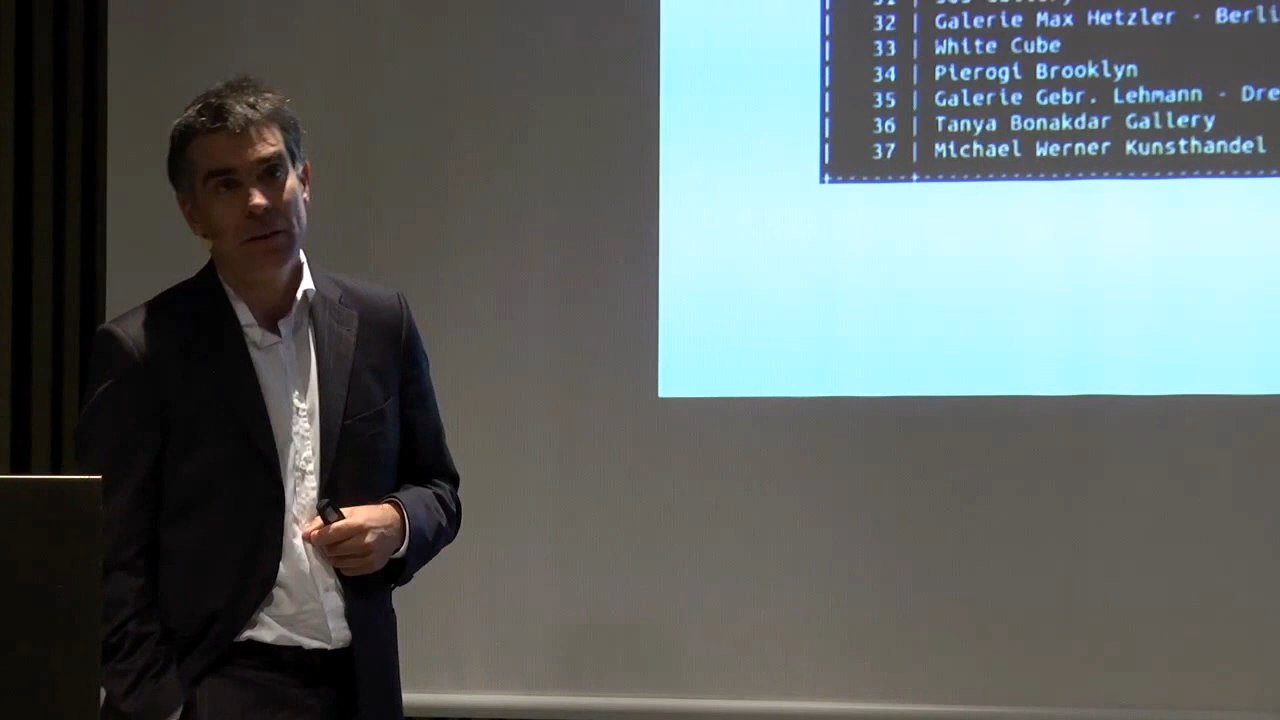 31 |
32 | Galerie Max Hetzler - Berli
33 | White Cube
34 | Pierogi Brooklyn
35 | Galerie Gebr. Lehmann - Dre
36 | Tanya Bonakdar Gallery
37 | Michael Werner Kunsthandel